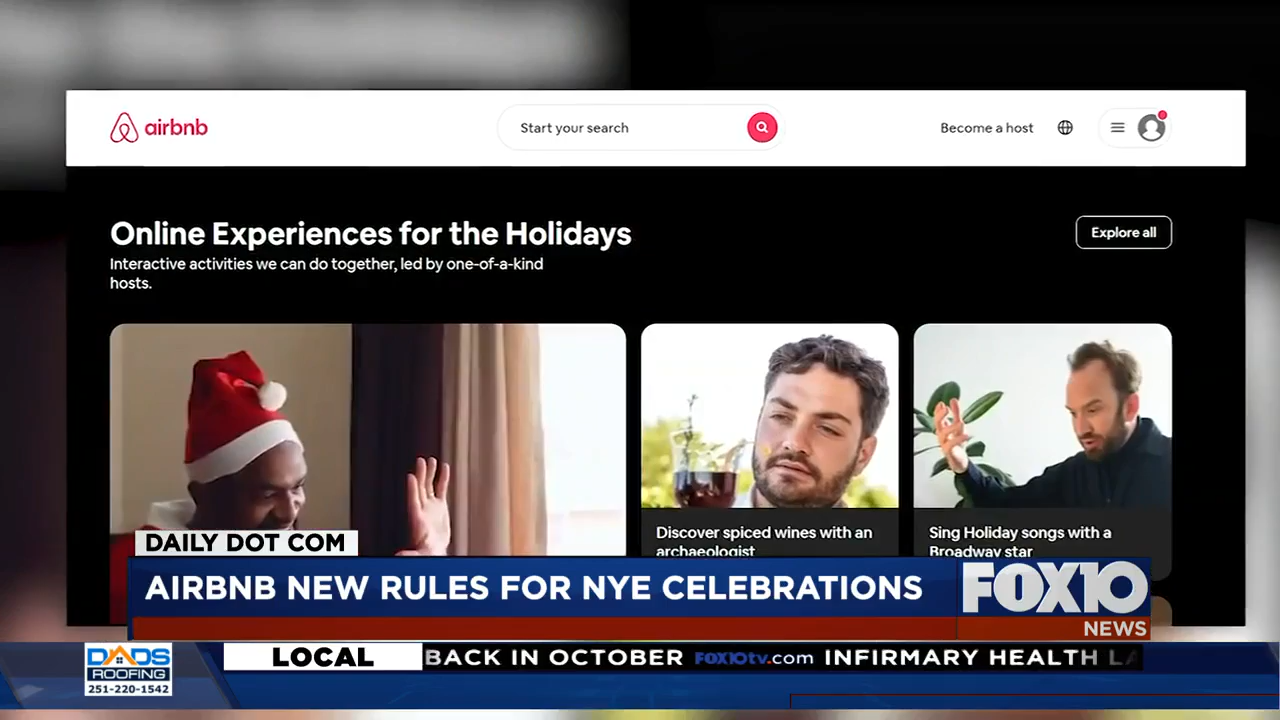 airbnb
Start your search
Become a host
Online Experiences for the Holidays
Explore all
Interactive activities we can do together, led by one-of-a-kind
hosts.
Discover spiced wines with an
archaeologist
Sing Holiday songs with a
Broadway star
DAILY DOT COM
AIRBNB NEW RULES FOR NYE CELEBRATIONS
FOX10
NEWS
DADS
ROOFING
251-220-1542
LOCAL
BACK IN OCTOBER FOX10tv.com INFIRMARY HEALTH